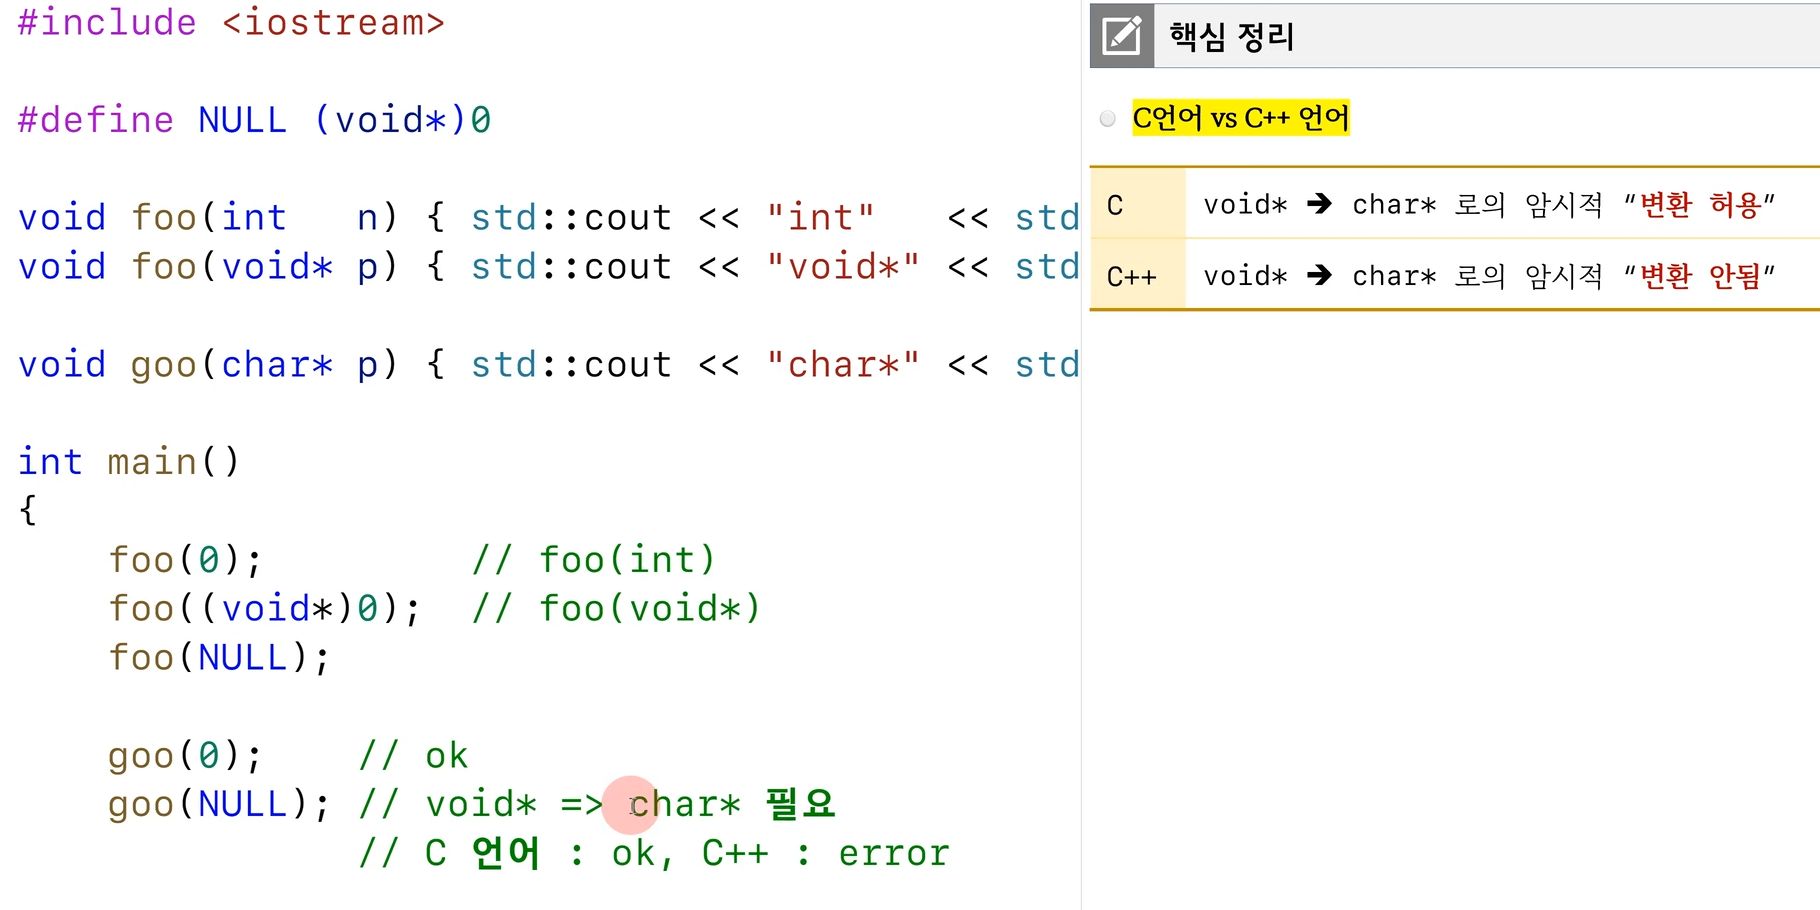 #include <iostream>
#define NULL (void*)0
void foo(int   n) { std::cout << "int"   << std
void foo(void* p) { std::cout << "void*" << std
void goo(char* p) { std::cout << "char*" << std
int main()
{
foo(0);         // foo(int)
foo((void*)0);  // foo(void*)
foo(NULL);
goo(0);    // ok
goo(NULL); // void* => char* 필요
// C 언어 : ok, C++ : error
핵심 정리
C언어 vs C++ 언어
C void* → char* 로의 암시적 “변환 허용”
C++ void* → char* 로의 암시적 “변환 안됨”